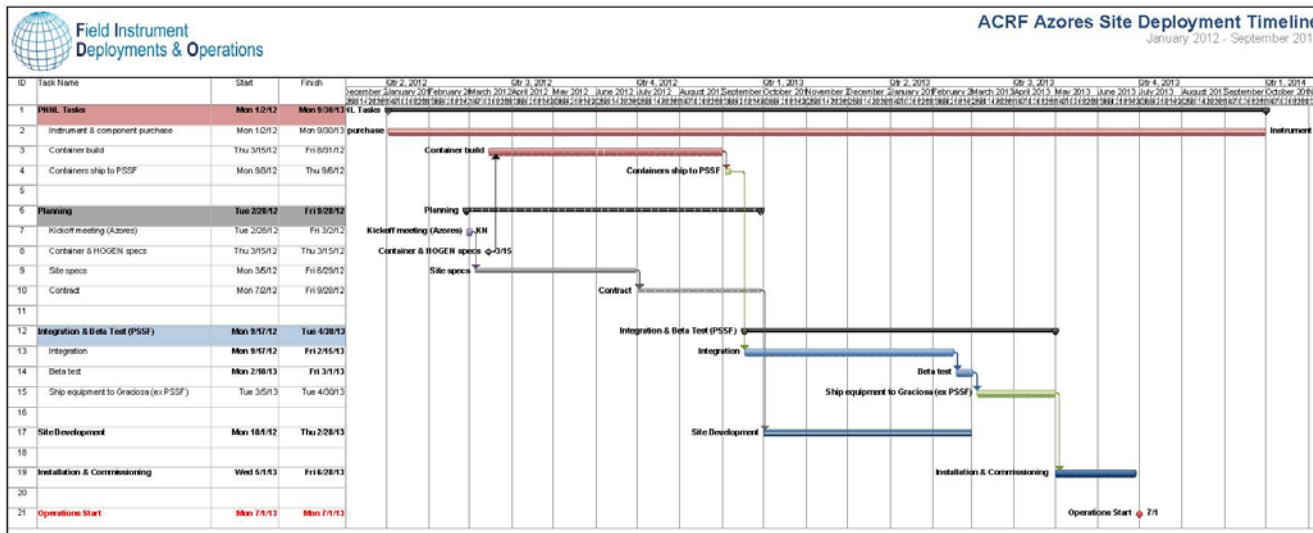 Field Instrument
Deployments & Operations
ACRF Azores Site Deployment Timeline
January 2012 - September 201
ID Task Name Start Finish
Qtr 2, 2012 Qtr 3, 2012 Qtr 4, 2012 Qtr 1, 2013 Qtr 2, 2013 Qtr 3, 2013 Qtr 4, 2013 Qtr 1, 2014
1 PNNL Tasks Mon 1/2/12 Mon 9/30/13
2 Instrument & component purchase Mon 1/2/12 Mon 9/30/13 purchase Instrument
3 Container build Thu 3/15/12 Fri 8/31/12 Container build
4 Containers ship to PSSF Mon 9/3/12 Thu 9/6/12 Containers ship to PSSF
5
6 Planning Tue 2/28/12 Fri 9/28/12 Planning
7 Kickoff meeting (Azores) Tue 2/28/12 Fri 3/2/12 Kickoff meeting (Azores) KN
8 Container & HOGEN specs Thu 3/15/12 Thu 3/15/12 Container & HOGEN specs 3/15
9 Site specs Mon 3/5/12 Fri 6/29/12 Site specs
10 Contract Mon 7/2/12 Fri 9/28/12 Contract
11
12 Integration & Beta Test (PSSF) Mon 9/17/12 Tue 4/30/13 Integration & Beta Test (PSSF)
13 Integration Mon 9/17/12 Fri 2/15/13 Integration
14 Beta test Mon 2/18/13 Fri 3/1/13 Beta test
15 Ship equipment to Graciosa (ex PSSF) Tue 3/5/13 Tue 4/30/13 Ship equipment to Graciosa (ex PSSF)
16
17 Site Development Mon 10/1/12 Thu 2/28/13 Site Development
18
19 Installation & Commissioning Wed 5/1/13 Fri 6/28/13 Installation & Commissioning
20
21 Operations Start Mon 7/1/13 Mon 7/1/13 Operations Start 7/1